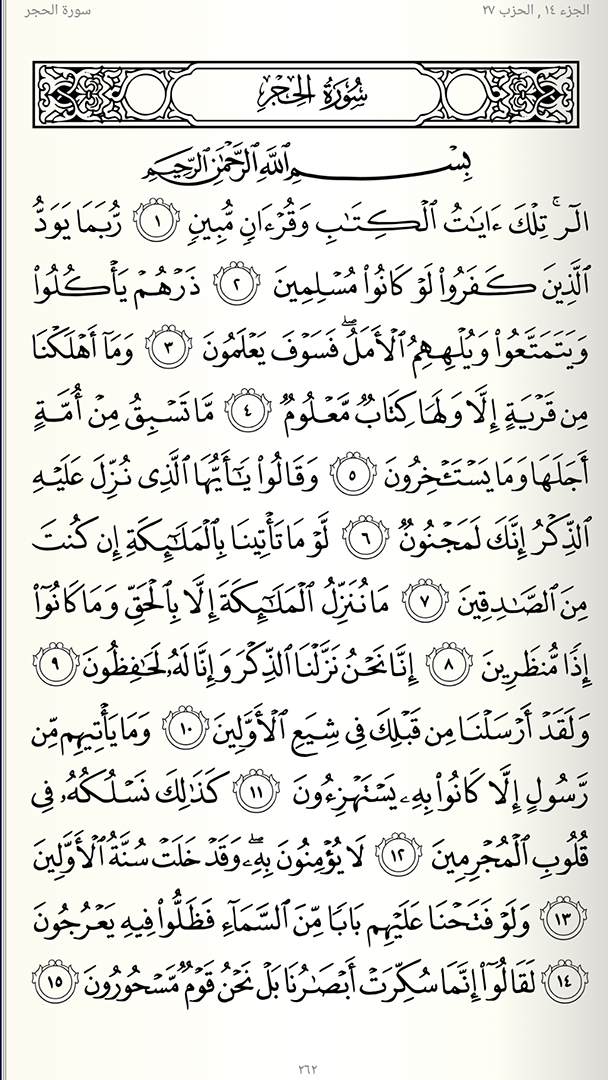 الجزء ١٤ , الحزب ٢٧
سورة الحجر
سُورَةُ الحِجْرِ
بِسْمِ ٱللَّهِ ٱلرَّحْمَٰنِ ٱلرَّحِيمِ
الٓرۚ تِلْكَ ءَايَٰتُ ٱلْكِتَٰبِ وَقُرْءَانٖ مُّبِينٖ ١ رُّبَمَا يَوَدُّ
ٱلَّذِينَ كَفَرُواْ لَوْ كَانُواْ مُسْلِمِينَ ٢ ذَرْهُمْ يَأْكُلُواْ
وَيَتَمَتَّعُواْ وَيُلْهِهِمُ ٱلْأَمَلُۖ فَسَوْفَ يَعْلَمُونَ ٣ وَمَآ أَهْلَكْنَا
مِن قَرْيَةٍ إِلَّا وَلَهَا كِتَابٞ مَّعْلُومٞ ٤ مَّا تَسْبِقُ مِنْ أُمَّةٍ
أَجَلَهَا وَمَا يَسْتَـْٔخِرُونَ ٥ وَقَالُواْ يَٰٓأَيُّهَا ٱلَّذِي نُزِّلَ عَلَيْهِ
ٱلذِّكْرُ إِنَّكَ لَمَجْنُونٞ ٦ لَّوْ مَا تَأْتِينَا بِٱلْمَلَٰٓئِكَةِ إِن كُنتَ
مِنَ ٱلصَّٰدِقِينَ ٧ مَا نُنَزِّلُ ٱلْمَلَٰٓئِكَةَ إِلَّا بِٱلْحَقِّ وَمَا كَانُوٓاْ
إِذٗا مُّنظَرِينَ ٨ إِنَّا نَحْنُ نَزَّلْنَا ٱلذِّكْرَ وَإِنَّا لَهُۥ لَحَٰفِظُونَ ٩
وَلَقَدْ أَرْسَلْنَا مِن قَبْلِكَ فِي شِيَعِ ٱلْأَوَّلِينَ ١٠ وَمَا يَأْتِيهِم مِّن
رَّسُولٍ إِلَّا كَانُواْ بِهِۦ يَسْتَهْزِءُونَ ١١ كَذَٰلِكَ نَسْلُكُهُۥ فِي
قُلُوبِ ٱلْمُجْرِمِينَ ١٢ لَا يُؤْمِنُونَ بِهِۦۖ وَقَدْ خَلَتْ سُنَّةُ ٱلْأَوَّلِينَ
١٣ وَلَوْ فَتَحْنَا عَلَيْهِم بَابٗا مِّنَ ٱلسَّمَآءِ فَظَلُّواْ فِيهِ يَعْرُجُونَ
١٤ لَقَالُوٓاْ إِنَّمَا سُكِّرَتْ أَبْصَٰرُنَا بَلْ نَحْنُ قَوْمٞ مَّسْحُورُونَ ١٥
٢٦٢